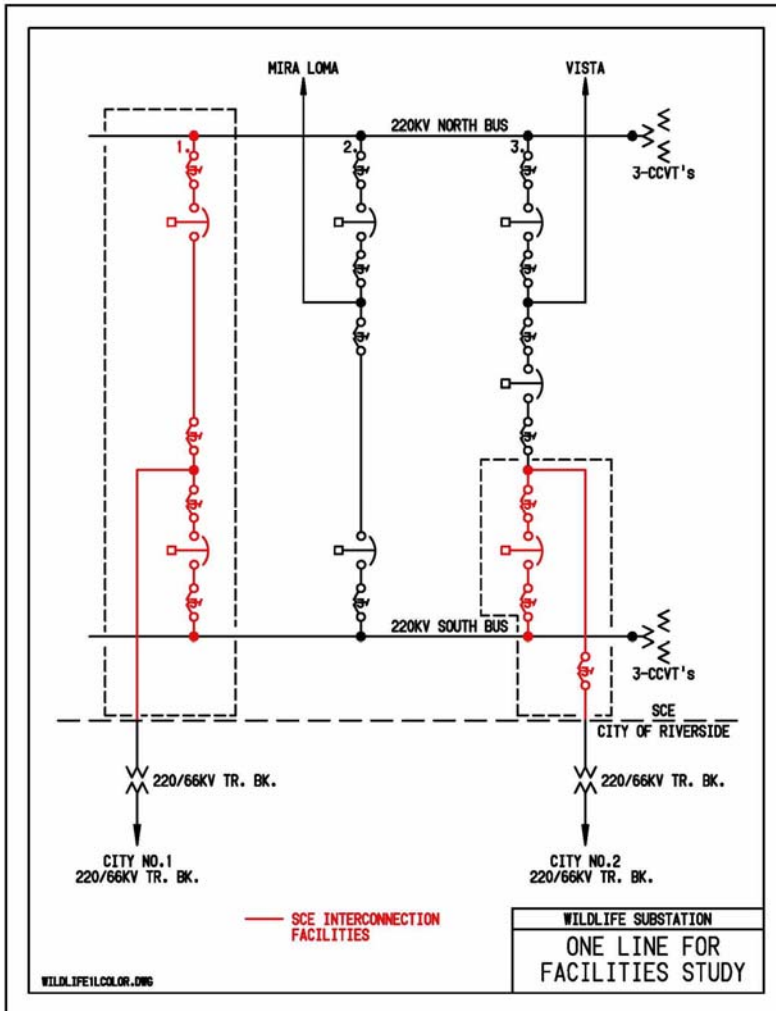 MIRA LOMA
VISTA
220KV NORTH BUS
1.
2.
3.
3-CCVT's
220KV SOUTH BUS
3-CCVT's
SCE
CITY OF RIVERSIDE
220/66KV TR. BK.
220/66KV TR. BK.
CITY NO.1
220/66KV TR. BK.
CITY NO.2
220/66KV TR. BK.
SCE INTERCONNECTION
FACILITIES
WILDLIFE SUBSTATION
ONE LINE FOR
FACILITIES STUDY
WILDLIFE1LCOLOR.DWG